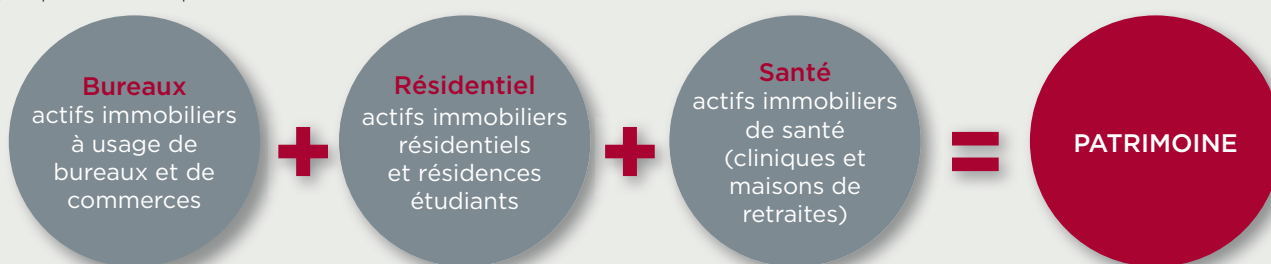 Bureaux
actifs immobiliers
à usage de
bureaux et de
commerces
+
Résidentiel
actifs immobiliers
résidentiels
et résidences
étudiants
+
Santé
actifs immobiliers
de santé
(cliniques et
maisons de
retraites)
=
PATRIMOINE